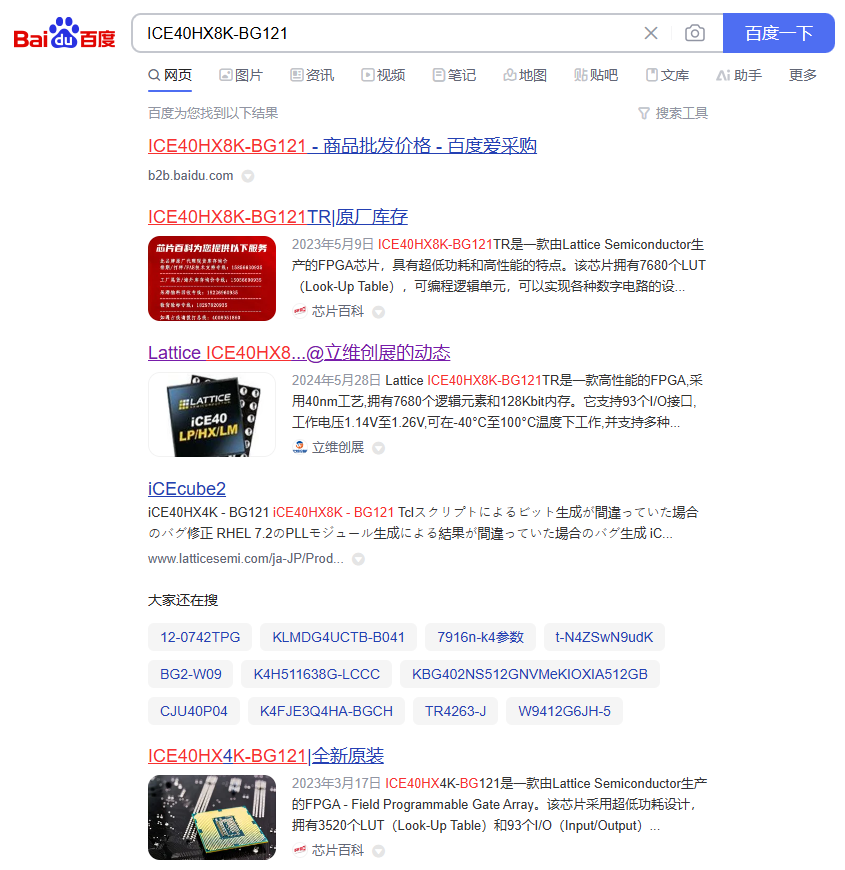 Bai du 百度
ICE40HX8K-BG121
百度一下
网页 图片 资讯 视频 笔记 地图 贴吧 文库 助手 更多
百度为您找到以下结果 搜索工具
ICE40HX8K-BG121 - 商品批发价格 - 百度爱采购
b2b.baidu.com
ICE40HX8K-BG121TR|原厂库存
芯片百科为您提供以下服务
2023年5月9日 ICE40HX8K-BG121TR是一款由Lattice Semiconductor生
产的FPGA芯片，具有超低功耗和高性能的特点。该芯片拥有7680个LUT
（Look-Up Table），可编程逻辑单元，可以实现各种数字电路的设...
芯片百科
Lattice ICE40HX8...@立维创展的动态
LATTICE
iCE40
LP/HX/LM
2024年5月28日 Lattice ICE40HX8K-BG121TR是一款高性能的FPGA,采
用40nm工艺,拥有7680个逻辑元素和128Kbit内存。它支持93个I/O接口,
工作电压1.14V至1.26V,可在-40°C至100°C温度下工作,并支持多种...
立维创展
iCEcube2
iCE40HX4K - BG121 iCE40HX8K - BG121 Tclスクリプトによるビット生成が間違っていた場合
のバグ修正 RHEL 7.2のPLLモジュール生成による結果が間違っていた場合のバグ生成 iC...
www.latticesemi.com/ja-JP/Prod...
大家还在搜
12-0742TPG KLMDG4UCTB-B041 7916n-k4参数 t-N4ZSwN9udK
BG2-W09 K4H511638G-LCCC KBG402NS512GNVMeKIOXIA512GB
CJU40P04 K4FJE3Q4HA-BGCH TR4263-J W9412G6JH-5
ICE40HX4K-BG121|全新原装
2023年3月17日 ICE40HX4K-BG121是一款由Lattice Semiconductor生产
的FPGA - Field Programmable Gate Array。该芯片采用超低功耗设计，
拥有3520个LUT（Look-Up Table）和93个I/O（Input/Output）...
芯片百科